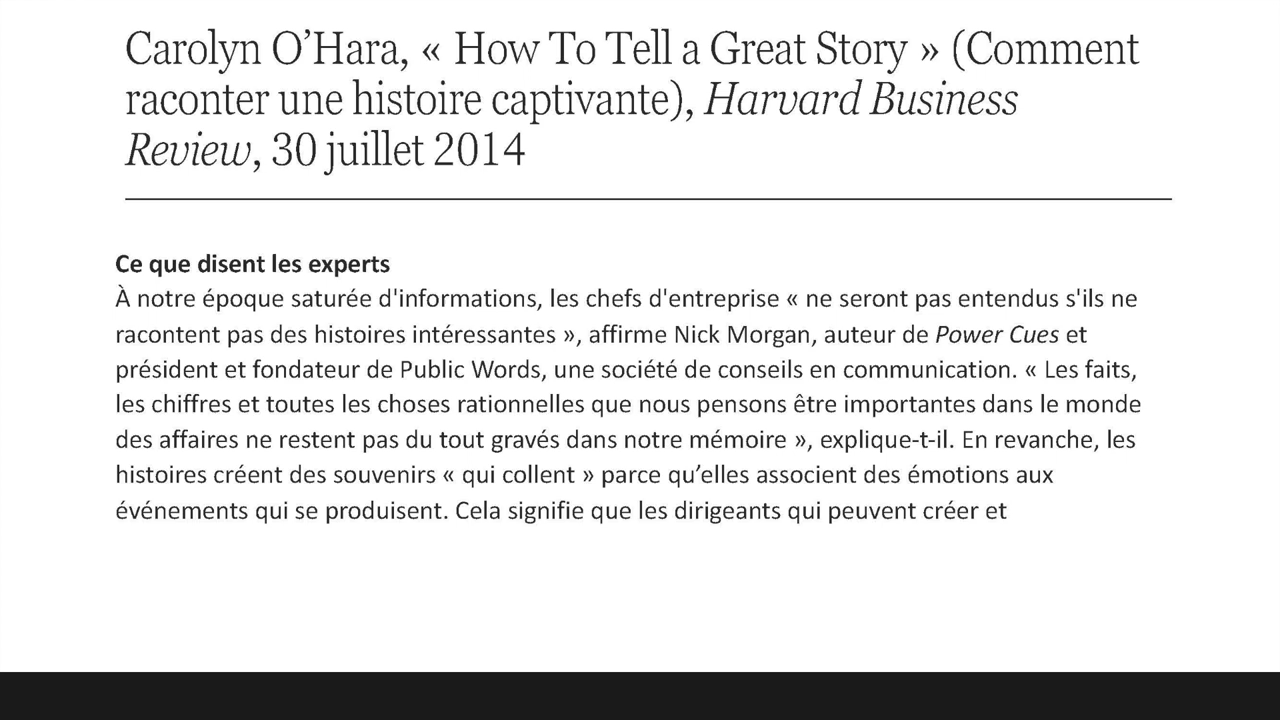 Carolyn O’Hara, « How To Tell a Great Story » (Comment
raconter une histoire captivante), Harvard Business
Review, 30 juillet 2014
Ce que disent les experts
À notre époque saturée d'informations, les chefs d'entreprise « ne seront pas entendus s'ils ne
racontent pas des histoires intéressantes », affirme Nick Morgan, auteur de Power Cues et
président et fondateur de Public Words, une société de conseils en communication. « Les faits,
les chiffres et toutes les choses rationnelles que nous pensons être importantes dans le monde
des affaires ne restent pas du tout gravés dans notre mémoire », explique-t-il. En revanche, les
histoires créent des souvenirs « qui collent » parce qu’elles associent des émotions aux
événements qui se produisent. Cela signifie que les dirigeants qui peuvent créer et